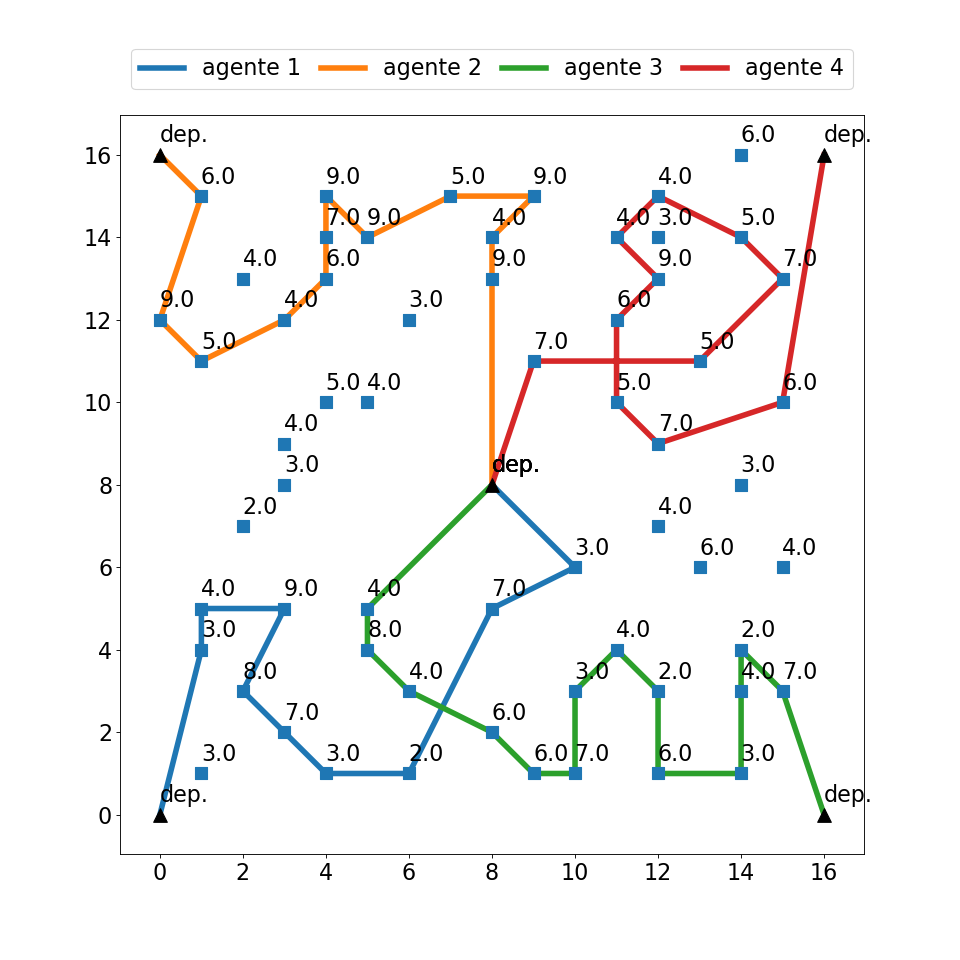 agente 1 agente 2 agente 3 agente 4
dep. 6.0 dep.
16
6.0 9.0 5.0 9.0 4.0
7.0 9.0 4.0 4.0 3.0 5.0
14
4.0 6.0 9.0 9.0 7.0
9.0 4.0 3.0 6.0
12
5.0 7.0 5.0
5.0 4.0 5.0 6.0
10
4.0 7.0
3.0 dep. 3.0
8
2.0 4.0
3.0 6.0 4.0
6
4.0 9.0 4.0 7.0
3.0 8.0 4.0 2.0
4
8.0 4.0 3.0 2.0 4.0 7.0
7.0 6.0
2
3.0 3.0 2.0 6.0 7.0 6.0 3.0
dep. dep.
0
0 2 4 6 8 10 12 14 16